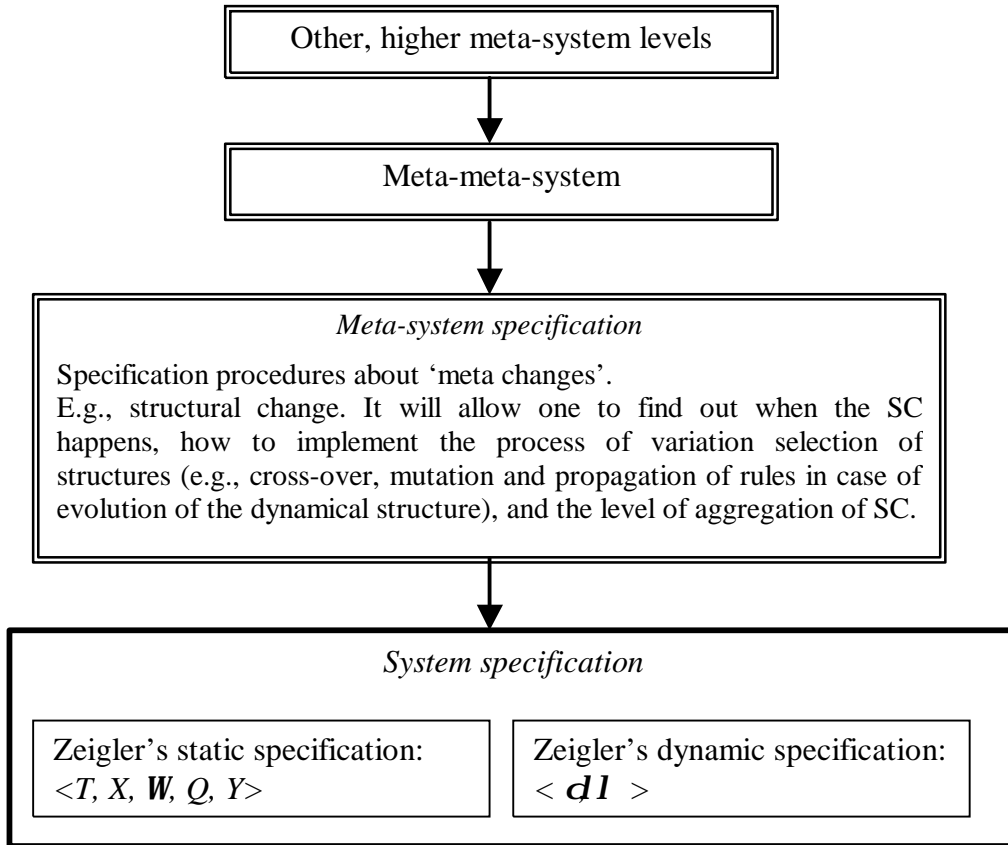 Other, higher meta-system levels
Meta-meta-system
Meta-system specification
Specification procedures about ‘meta changes’.
E.g., structural change. It will allow one to find out when the SC
happens, how to implement the process of variation selection of
structures (e.g., cross-over, mutation and propagation of rules in case of
evolution of the dynamical structure), and the level of aggregation of SC.
System specification
Zeigler’s static specification:
<T, X, W, Q, Y>
Zeigler’s dynamic specification:
< >